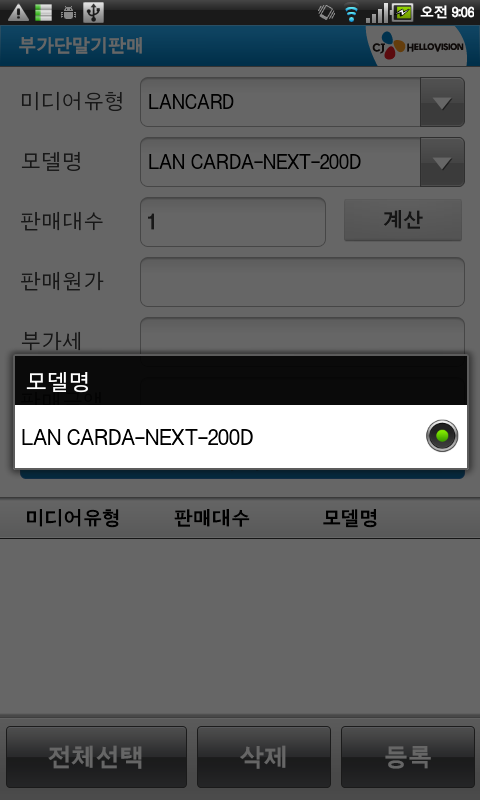 오전 9:06
부가단말기판매
CJ HELLOVISION
미디어유형 LANCARD
모델명 LAN CARDA-NEXT-200D
판매대수 1 계산
판매원가
부가세
모델명
LAN CARDA-NEXT-200D
미디어유형 판매대수 모델명
전체선택 삭제 등록